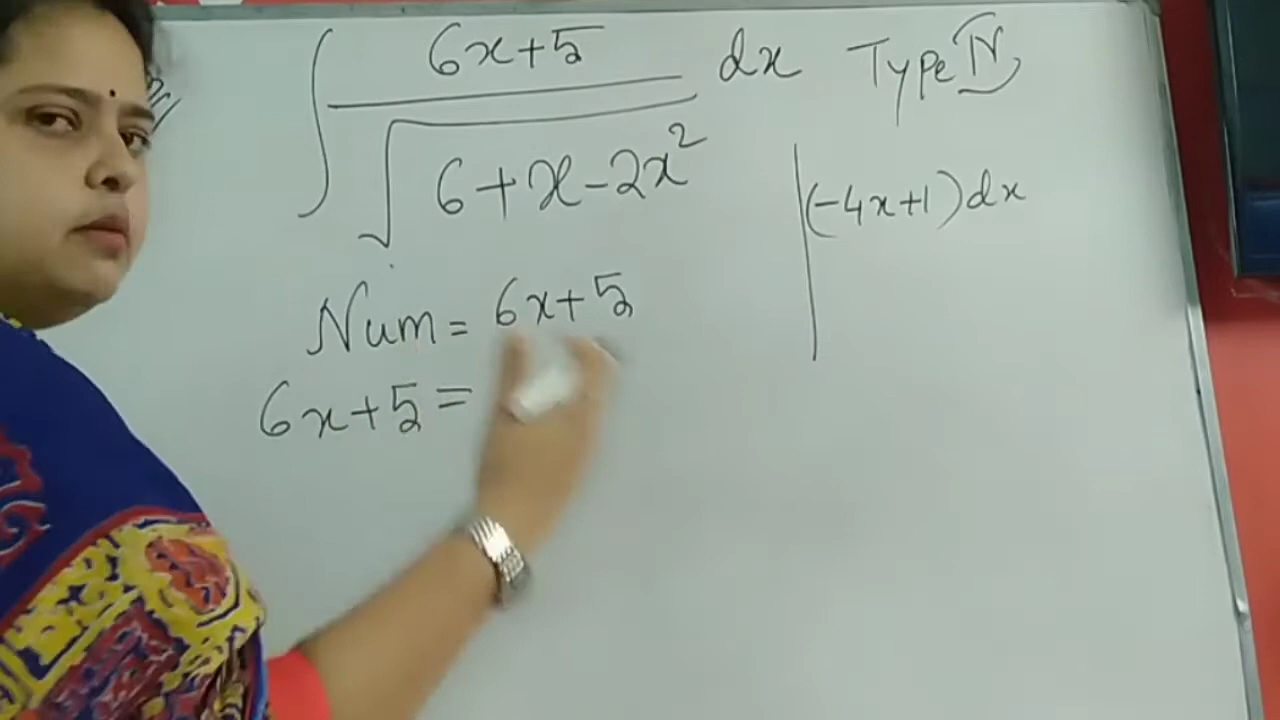 ∫ 6x+5 / √(6+x-2x²) dx Type IV
(-4x+1)dx
Num = 6x+5
6x+5 =